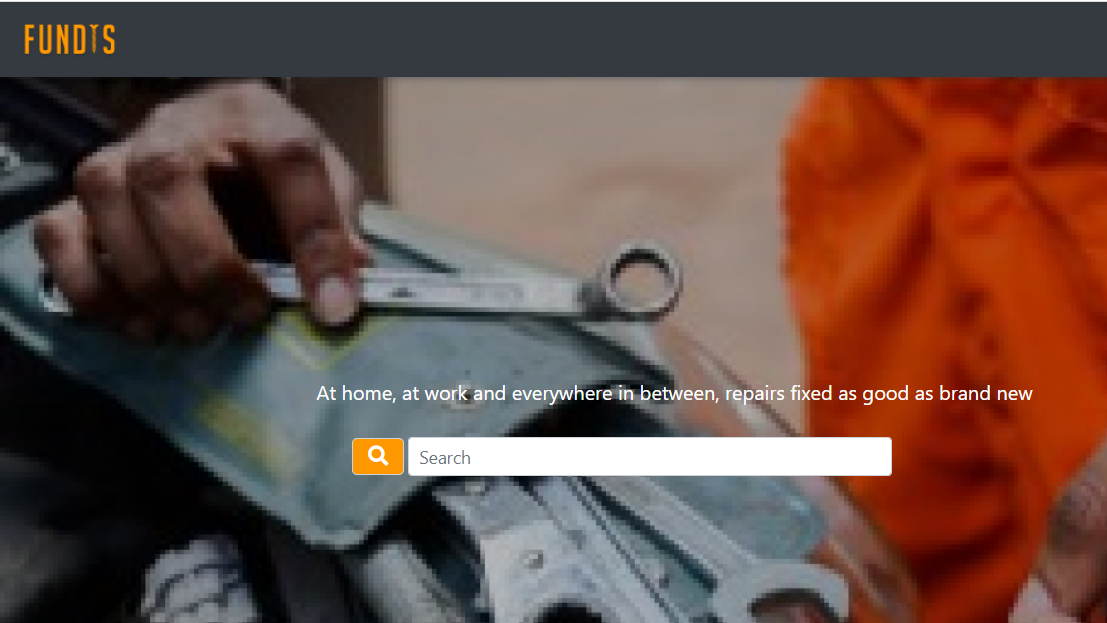 FUNDIS
At home, at work and everywhere in between, repairs fixed as good as brand new
Search